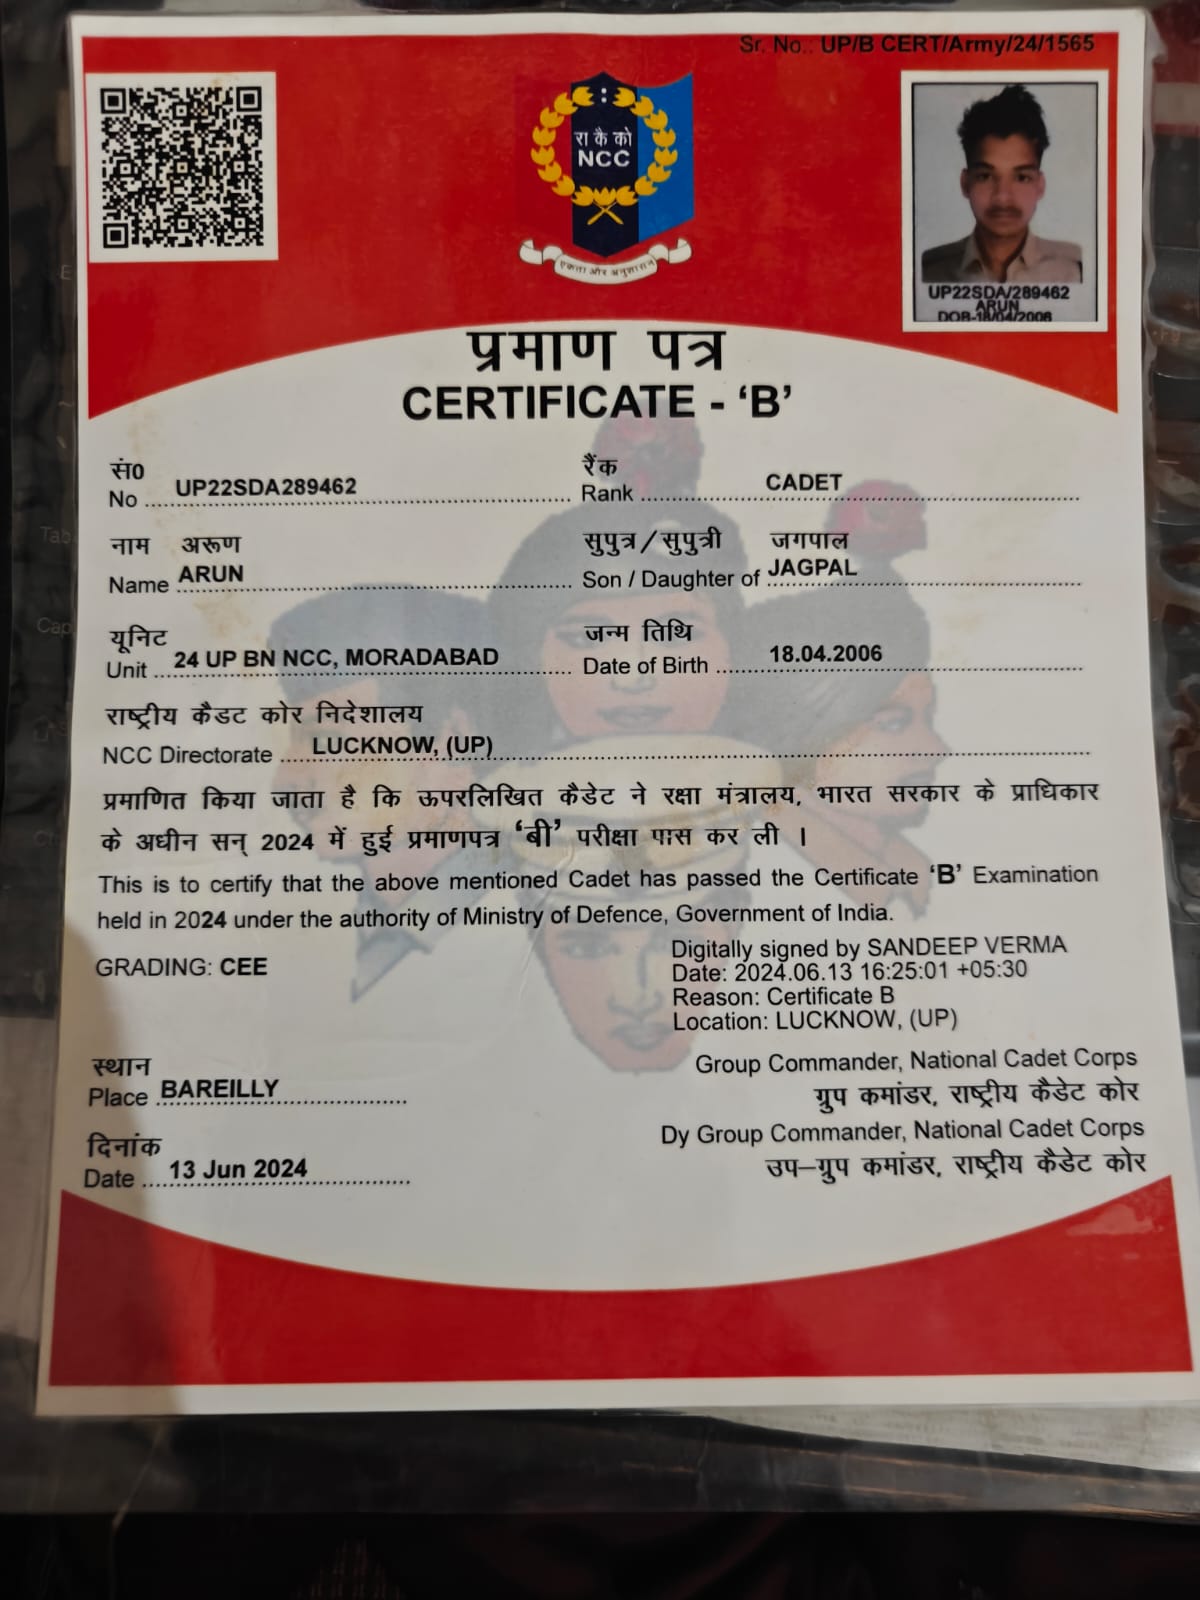 Sr. No.. UP/B CERT/Army/24/1565
रा कै को
NCC
एकता और अनुशासन
UP22SDA/289462
ARUN
DOB-18/04/2006
प्रमाण पत्र
CERTIFICATE - ‘B’
सं0
No UP22SDA289462
रैंक
Rank CADET
नाम अरूण
Name ARUN
सुपुत्र/सुपुत्री जगपाल
Son / Daughter of JAGPAL
यूनिट
Unit 24 UP BN NCC, MORADABAD
जन्म तिथि
Date of Birth 18.04.2006
राष्ट्रीय कैडट कोर निदेशालय
NCC Directorate LUCKNOW, (UP)
प्रमाणित किया जाता है कि ऊपरलिखित कैडेट ने रक्षा मंत्रालय, भारत सरकार के प्राधिकार
के अधीन सन् 2024 में हुई प्रमाणपत्र ‘बी’ परीक्षा पास कर ली ।
This is to certify that the above mentioned Cadet has passed the Certificate ‘B’ Examination
held in 2024 under the authority of Ministry of Defence, Government of India.
GRADING: CEE
Digitally signed by SANDEEP VERMA
Date: 2024.06.13 16:25:01 +05:30
Reason: Certificate B
Location: LUCKNOW, (UP)
स्थान
Place BAREILLY
Group Commander, National Cadet Corps
ग्रुप कमांडर, राष्ट्रीय कैडेट कोर
दिनांक
Date 13 Jun 2024
Dy Group Commander, National Cadet Corps
उप–ग्रुप कमांडर, राष्ट्रीय कैडेट कोर